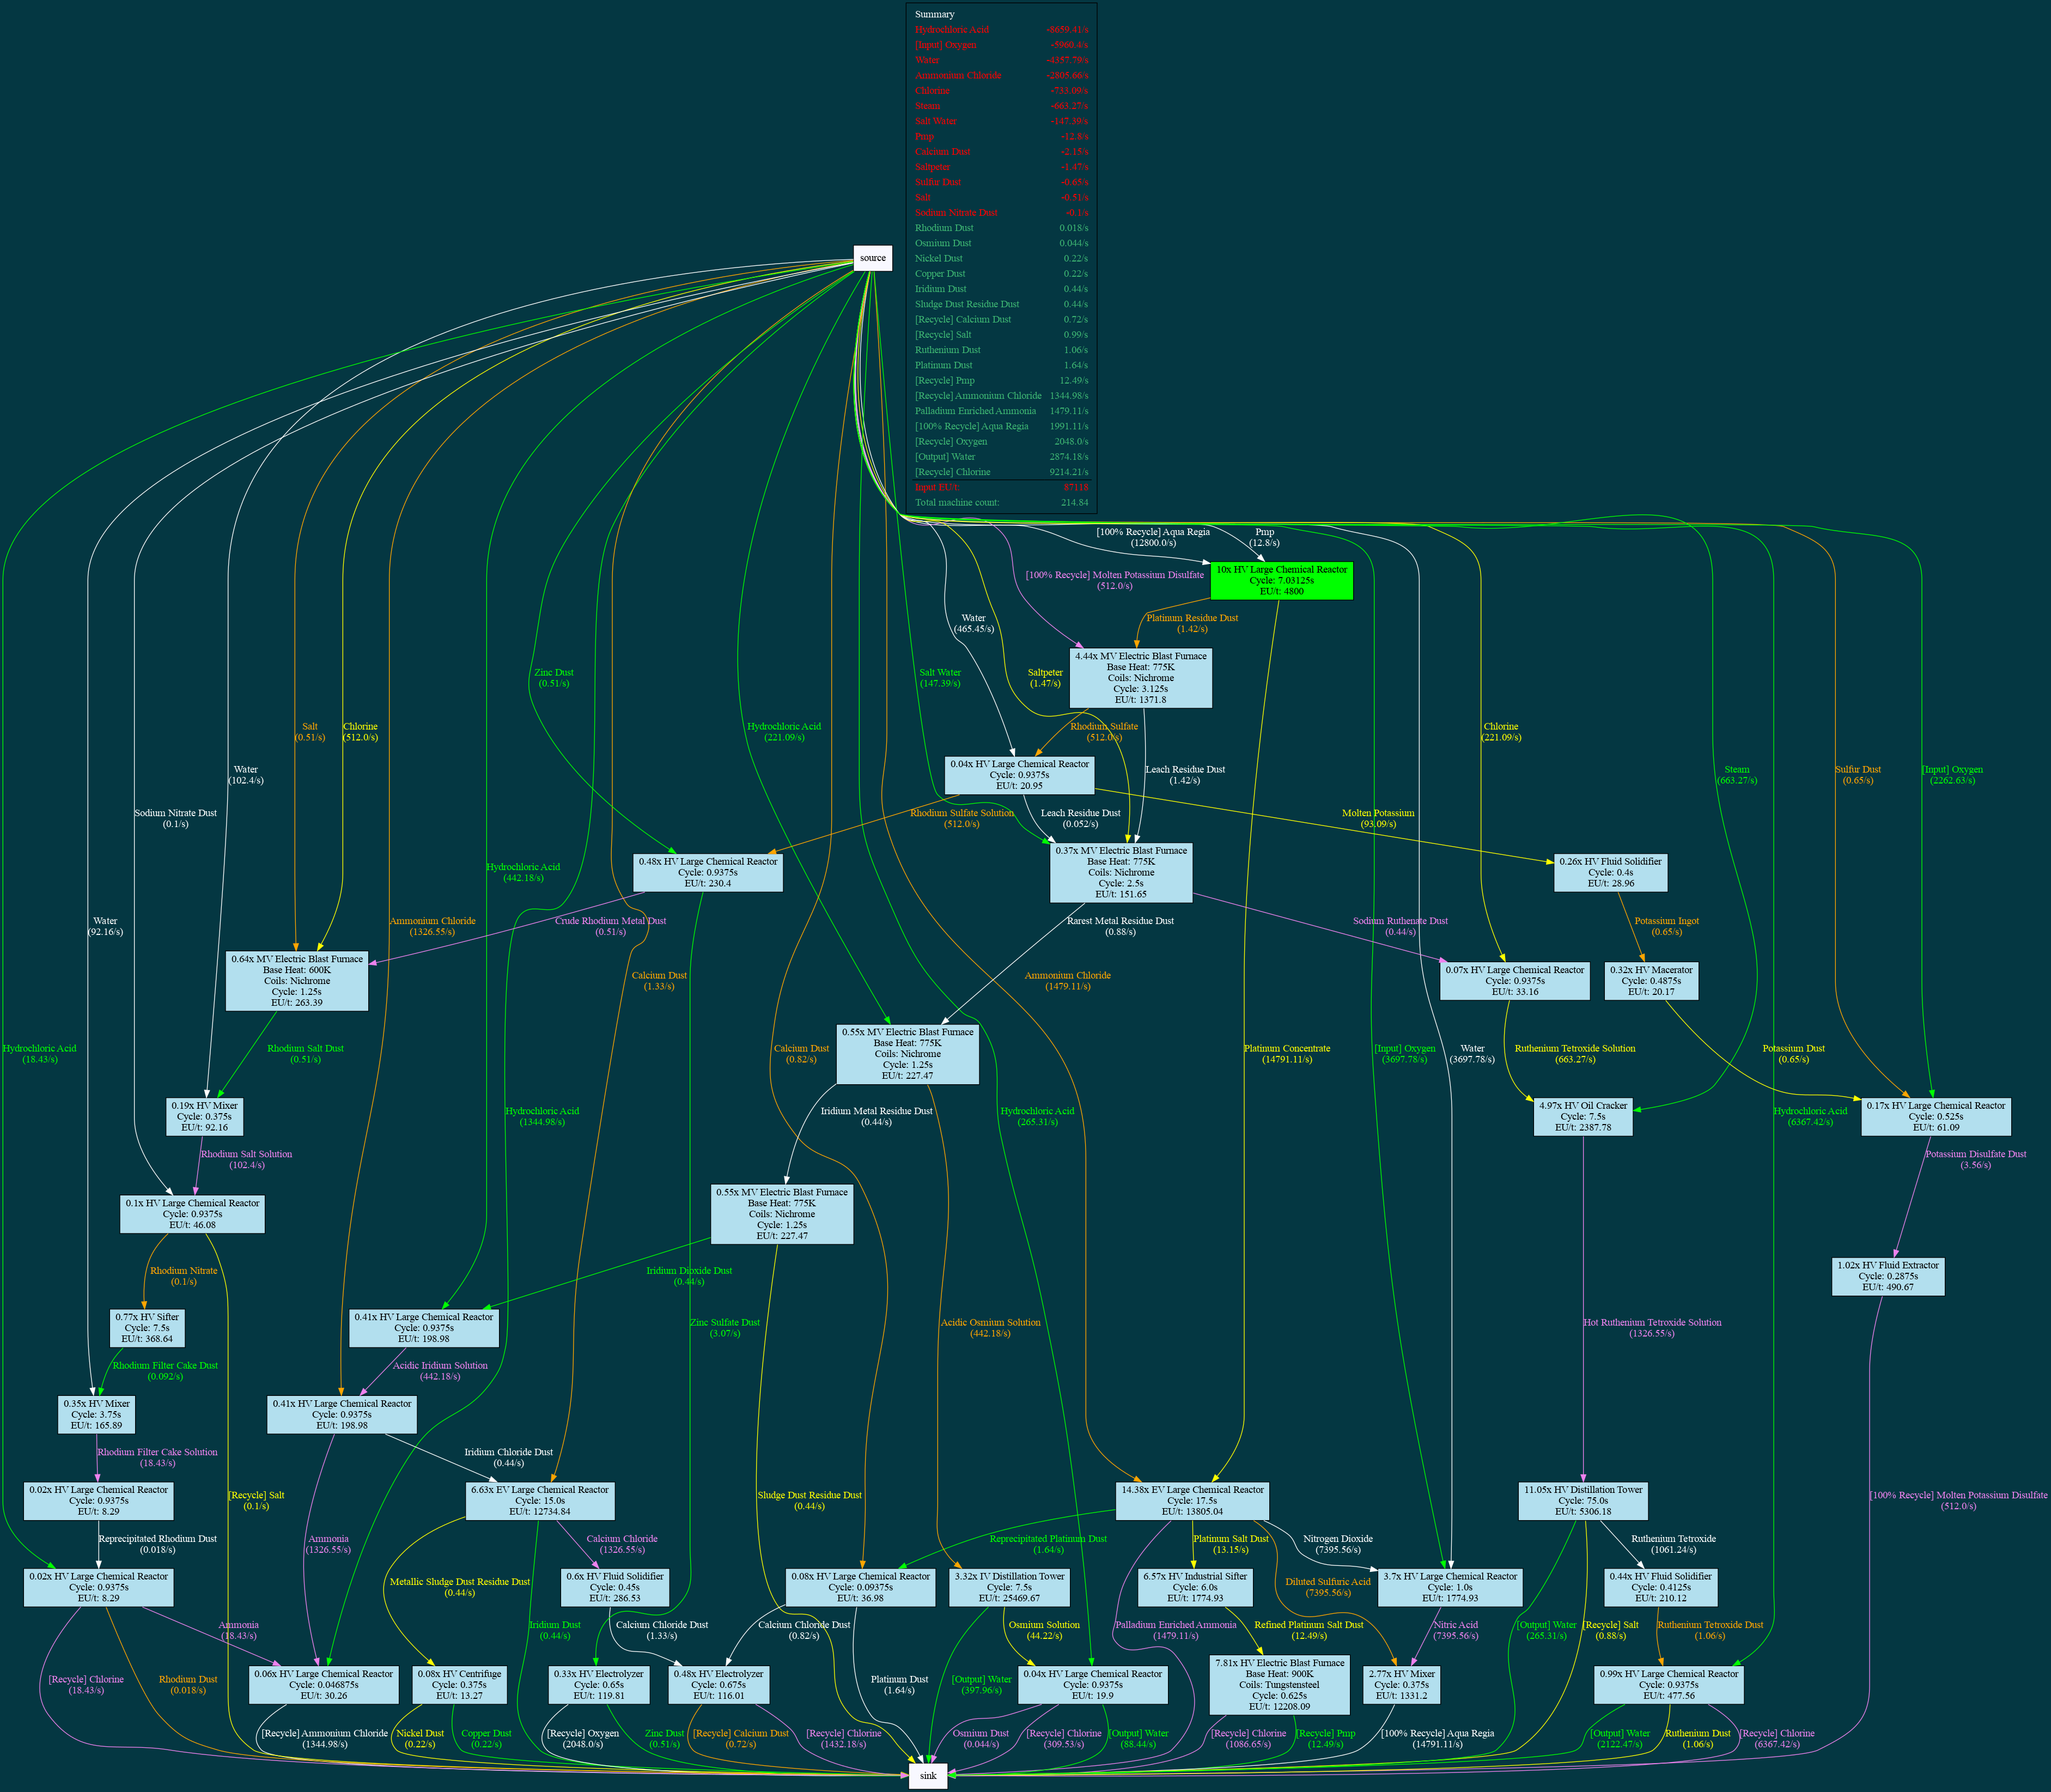 Summary
Hydrochloric Acid -8659.41/s
[Input] Oxygen -5960.4/s
Water -4357.79/s
Ammonium Chloride -2805.66/s
Chlorine -733.09/s
Steam -663.27/s
Salt Water -147.39/s
Pmp -12.8/s
Calcium Dust -2.15/s
Saltpeter -1.47/s
Sulfur Dust -0.65/s
Salt -0.51/s
Sodium Nitrate Dust -0.1/s
Rhodium Dust 0.018/s
Osmium Dust 0.044/s
Nickel Dust 0.22/s
Copper Dust 0.22/s
Iridium Dust 0.44/s
Sludge Dust Residue Dust 0.44/s
[Recycle] Calcium Dust 0.72/s
[Recycle] Salt 0.99/s
Ruthenium Dust 1.06/s
Platinum Dust 1.64/s
[Recycle] Pmp 12.49/s
[Recycle] Ammonium Chloride 1344.98/s
Palladium Enriched Ammonia 1479.11/s
[100% Recycle] Aqua Regia 1991.11/s
[Recycle] Oxygen 2048.0/s
[Output] Water 2874.18/s
[Recycle] Chlorine 9214.21/s
Input EU/t: 87118
Total machine count: 214.84
source
[100% Recycle] Aqua Regia
(12800.0/s)
Pmp
(12.8/s)
[100% Recycle] Molten Potassium Disulfate
(512.0/s)
10x HV Large Chemical Reactor
Cycle: 7.03125s
EU/t: 4800
Water
(465.45/s)
Platinum Residue Dust
(1.42/s)
Zinc Dust
(0.51/s)
Salt Water
(147.39/s)
Saltpeter
(1.47/s)
4.44x MV Electric Blast Furnace
Base Heat: 775K
Coils: Nichrome
Cycle: 3.125s
EU/t: 1371.8
Salt
(0.51/s)
Chlorine
(512.0/s)
Hydrochloric Acid
(221.09/s)
Rhodium Sulfate
(512.0/s)
Chlorine
(221.09/s)
Water
(102.4/s)
0.04x HV Large Chemical Reactor
Cycle: 0.9375s
EU/t: 20.95
Leach Residue Dust
(1.42/s)
Steam
(663.27/s)
Sulfur Dust
(0.65/s)
[Input] Oxygen
(2262.63/s)
Sodium Nitrate Dust
(0.1/s)
Rhodium Sulfate Solution
(512.0/s)
Leach Residue Dust
(0.052/s)
Molten Potassium
(93.09/s)
Hydrochloric Acid
(442.18/s)
0.48x HV Large Chemical Reactor
Cycle: 0.9375s
EU/t: 230.4
0.37x MV Electric Blast Furnace
Base Heat: 775K
Coils: Nichrome
Cycle: 2.5s
EU/t: 151.65
0.26x HV Fluid Solidifier
Cycle: 0.4s
EU/t: 28.96
Water
(92.16/s)
Ammonium Chloride
(1326.55/s)
Crude Rhodium Metal Dust
(0.51/s)
Rarest Metal Residue Dust
(0.88/s)
Sodium Ruthenate Dust
(0.44/s)
Potassium Ingot
(0.65/s)
0.64x MV Electric Blast Furnace
Base Heat: 600K
Coils: Nichrome
Cycle: 1.25s
EU/t: 263.39
Calcium Dust
(1.33/s)
Ammonium Chloride
(1479.11/s)
0.07x HV Large Chemical Reactor
Cycle: 0.9375s
EU/t: 33.16
0.32x HV Macerator
Cycle: 0.4875s
EU/t: 20.17
Hydrochloric Acid
(18.43/s)
Rhodium Salt Dust
(0.51/s)
Calcium Dust
(0.82/s)
0.55x MV Electric Blast Furnace
Base Heat: 775K
Coils: Nichrome
Cycle: 1.25s
EU/t: 227.47
Platinum Concentrate
(14791.11/s)
[Input] Oxygen
(3697.78/s)
Water
(3697.78/s)
Ruthenium Tetroxide Solution
(663.27/s)
Potassium Dust
(0.65/s)
0.19x HV Mixer
Cycle: 0.375s
EU/t: 92.16
Hydrochloric Acid
(1344.98/s)
Iridium Metal Residue Dust
(0.44/s)
Hydrochloric Acid
(265.31/s)
4.97x HV Oil Cracker
Cycle: 7.5s
EU/t: 2387.78
Hydrochloric Acid
(6367.42/s)
0.17x HV Large Chemical Reactor
Cycle: 0.525s
EU/t: 61.09
Rhodium Salt Solution
(102.4/s)
Potassium Disulfate Dust
(3.56/s)
0.1x HV Large Chemical Reactor
Cycle: 0.9375s
EU/t: 46.08
0.55x MV Electric Blast Furnace
Base Heat: 775K
Coils: Nichrome
Cycle: 1.25s
EU/t: 227.47
Rhodium Nitrate
(0.1/s)
Iridium Dioxide Dust
(0.44/s)
1.02x HV Fluid Extractor
Cycle: 0.2875s
EU/t: 490.67
0.77x HV Sifter
Cycle: 7.5s
EU/t: 368.64
0.41x HV Large Chemical Reactor
Cycle: 0.9375s
EU/t: 198.98
Zinc Sulfate Dust
(3.07/s)
Acidic Osmium Solution
(442.18/s)
Hot Ruthenium Tetroxide Solution
(1326.55/s)
Rhodium Filter Cake Dust
(0.092/s)
Acidic Iridium Solution
(442.18/s)
0.35x HV Mixer
Cycle: 3.75s
EU/t: 165.89
0.41x HV Large Chemical Reactor
Cycle: 0.9375s
EU/t: 198.98
Rhodium Filter Cake Solution
(18.43/s)
Iridium Chloride Dust
(0.44/s)
0.02x HV Large Chemical Reactor
Cycle: 0.9375s
EU/t: 8.29
[Recycle] Salt
(0.1/s)
6.63x EV Large Chemical Reactor
Cycle: 15.0s
EU/t: 12734.84
Sludge Dust Residue Dust
(0.44/s)
14.38x EV Large Chemical Reactor
Cycle: 17.5s
EU/t: 13805.04
11.05x HV Distillation Tower
Cycle: 75.0s
EU/t: 5306.18
[100% Recycle] Molten Potassium Disulfate
(512.0/s)
Reprecipitated Rhodium Dust
(0.018/s)
Ammonia
(1326.55/s)
Calcium Chloride
(1326.55/s)
Reprecipitated Platinum Dust
(1.64/s)
Platinum Salt Dust
(13.15/s)
Nitrogen Dioxide
(7395.56/s)
Ruthenium Tetroxide
(1061.24/s)
0.02x HV Large Chemical Reactor
Cycle: 0.9375s
EU/t: 8.29
Metallic Sludge Dust Residue Dust
(0.44/s)
0.6x HV Fluid Solidifier
Cycle: 0.45s
EU/t: 286.53
0.08x HV Large Chemical Reactor
Cycle: 0.09375s
EU/t: 36.98
3.32x IV Distillation Tower
Cycle: 7.5s
EU/t: 25469.67
6.57x HV Industrial Sifter
Cycle: 6.0s
EU/t: 1774.93
Diluted Sulfuric Acid
(7395.56/s)
3.7x HV Large Chemical Reactor
Cycle: 1.0s
EU/t: 1774.93
0.44x HV Fluid Solidifier
Cycle: 0.4125s
EU/t: 210.12
Ammonia
(18.43/s)
Iridium Dust
(0.44/s)
Calcium Chloride Dust
(1.33/s)
Calcium Chloride Dust
(0.82/s)
Osmium Solution
(44.22/s)
Palladium Enriched Ammonia
(1479.11/s)
Refined Platinum Salt Dust
(12.49/s)
Nitric Acid
(7395.56/s)
[Output] Water
(265.31/s)
[Recycle] Salt
(0.88/s)
Ruthenium Tetroxide Dust
(1.06/s)
[Recycle] Chlorine
(18.43/s)
Rhodium Dust
(0.018/s)
0.06x HV Large Chemical Reactor
Cycle: 0.046875s
EU/t: 30.26
0.08x HV Centrifuge
Cycle: 0.375s
EU/t: 13.27
0.33x HV Electrolyzer
Cycle: 0.65s
EU/t: 119.81
0.48x HV Electrolyzer
Cycle: 0.675s
EU/t: 116.01
Platinum Dust
(1.64/s)
[Output] Water
(397.96/s)
0.04x HV Large Chemical Reactor
Cycle: 0.9375s
EU/t: 19.9
7.81x HV Electric Blast Furnace
Base Heat: 900K
Coils: Tungstensteel
Cycle: 0.625s
EU/t: 12208.09
2.77x HV Mixer
Cycle: 0.375s
EU/t: 1331.2
0.99x HV Large Chemical Reactor
Cycle: 0.9375s
EU/t: 477.56
[Recycle] Ammonium Chloride
(1344.98/s)
Nickel Dust
(0.22/s)
Copper Dust
(0.22/s)
[Recycle] Oxygen
(2048.0/s)
Zinc Dust
(0.51/s)
[Recycle] Calcium Dust
(0.72/s)
[Recycle] Chlorine
(1432.18/s)
Osmium Dust
(0.044/s)
[Recycle] Chlorine
(309.53/s)
[Output] Water
(88.44/s)
[Recycle] Chlorine
(1086.65/s)
[Recycle] Pmp
(12.49/s)
[100% Recycle] Aqua Regia
(14791.11/s)
[Output] Water
(2122.47/s)
Ruthenium Dust
(1.06/s)
[Recycle] Chlorine
(6367.42/s)
sink